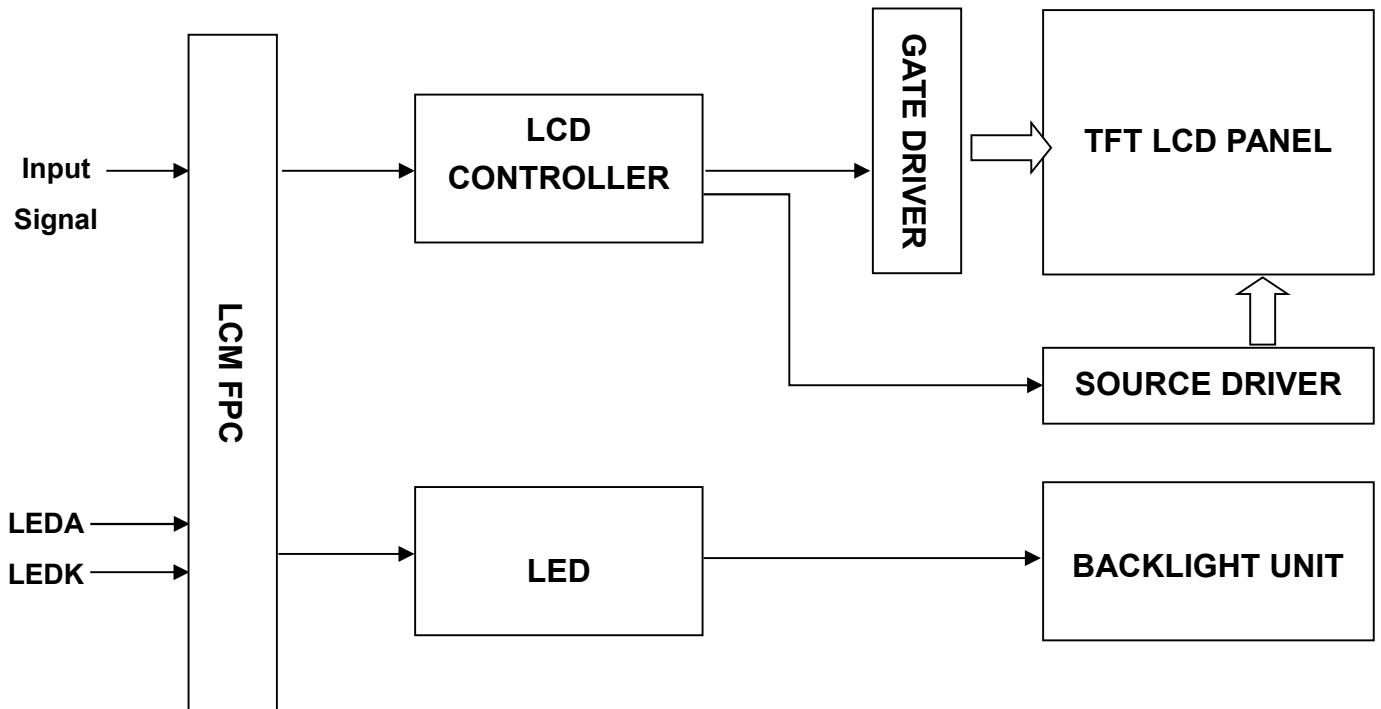 Input
Signal
LEDA
LEDK
LCM FPC
LCD
CONTROLLER
LED
GATE DRIVER
TFT LCD PANEL
SOURCE DRIVER
BACKLIGHT UNIT